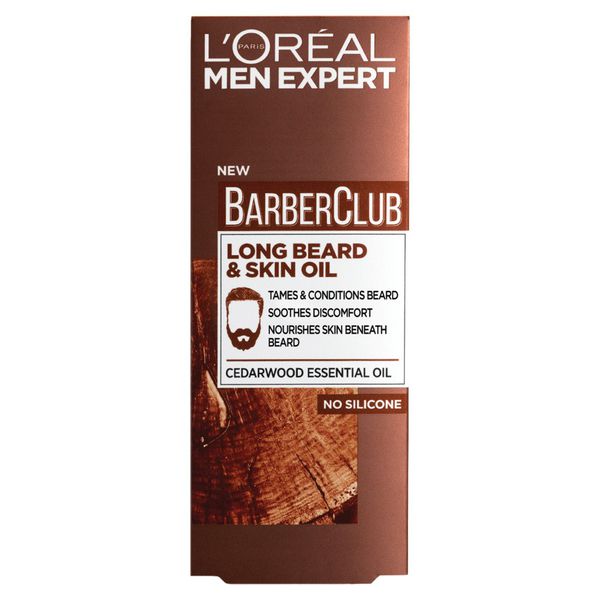 L'ORÉAL
PARIS
MEN EXPERT
NEW
BARBERCLUB
LONG BEARD
& SKIN OIL
TAMES & CONDITIONS BEARD
SOOTHES DISCOMFORT
NOURISHES SKIN BENEATH
BEARD
CEDARWOOD ESSENTIAL OIL
NO SILICONE